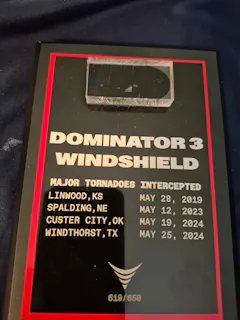 DOMINATOR 3
WINDSHIELD
MAJOR TORNADOES INTERCEPTED
LINWOOD,KS MAY 28, 2019
SPALDING,NE MAY 12, 2023
CUSTER CITY,OK MAY 19, 2024
WINDTHORST,TX MAY 25, 2024
619/650